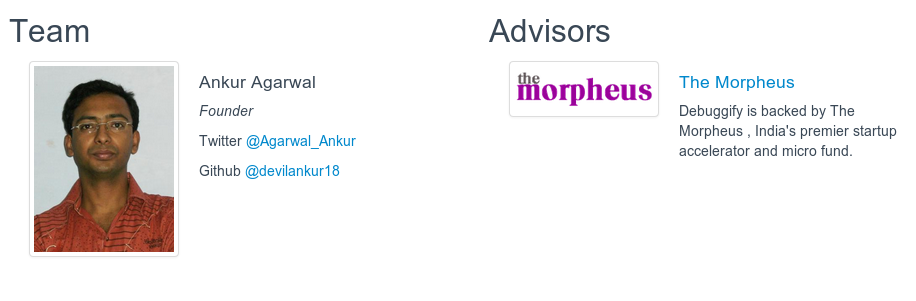 Team
Ankur Agarwal
Founder
Twitter @Agarwal_Ankur
Github @devilankur18
Advisors
the
morpheus
The Morpheus
Debuggify is backed by The
Morpheus , India's premier startup
accelerator and micro fund.